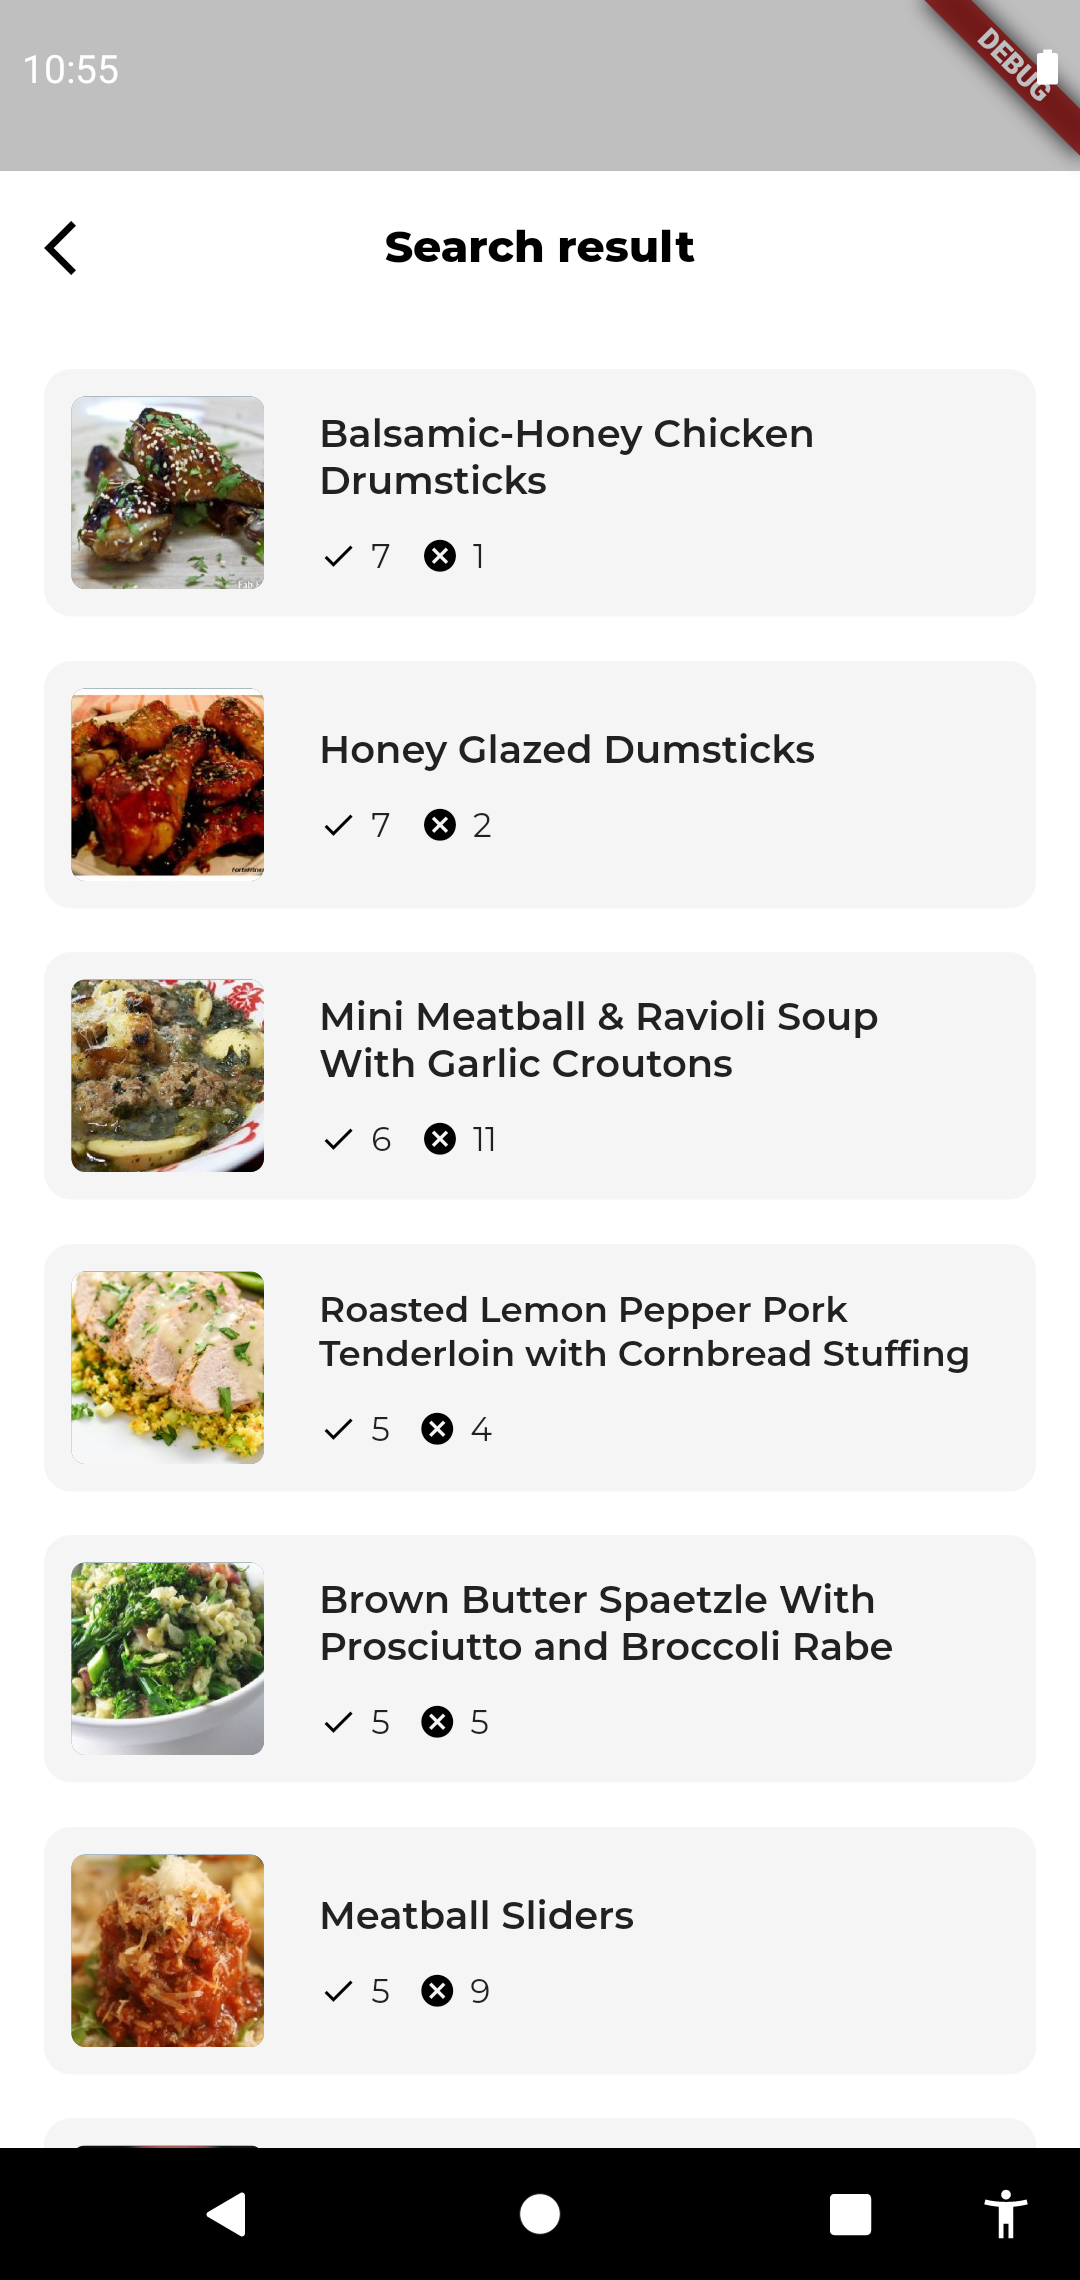 10:55
DEBUG
Search result
Balsamic-Honey Chicken
Drumsticks
7 1
Fab
Honey Glazed Dumsticks
7 2
Mini Meatball & Ravioli Soup
With Garlic Croutons
6 11
Roasted Lemon Pepper Pork
Tenderloin with Cornbread Stuffing
5 4
Brown Butter Spaetzle With
Prosciutto and Broccoli Rabe
5 5
Meatball Sliders
5 9